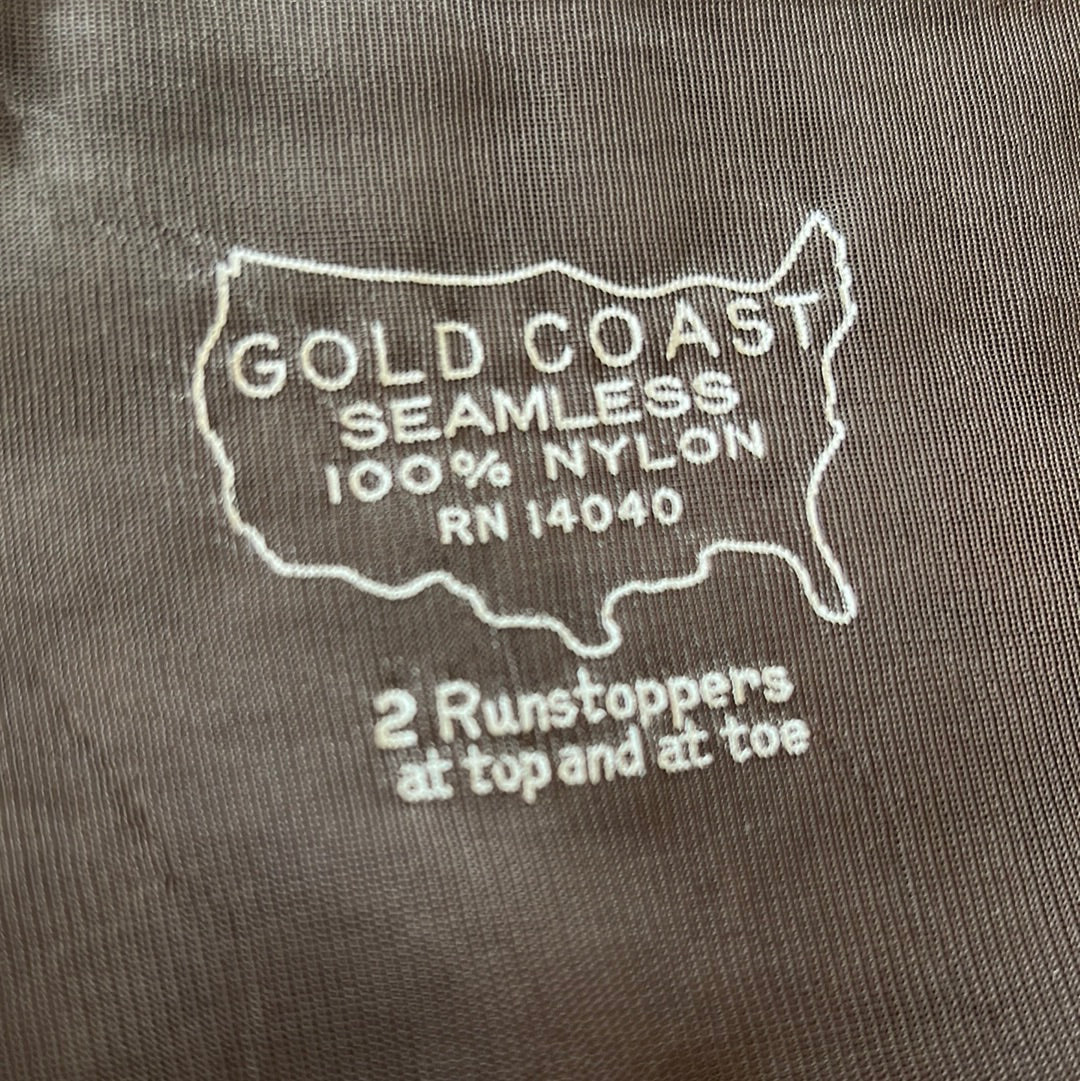 GOLD COAST
SEAMLESS
100% NYLON
RN 14040
2 Runstoppers
at top and at toe